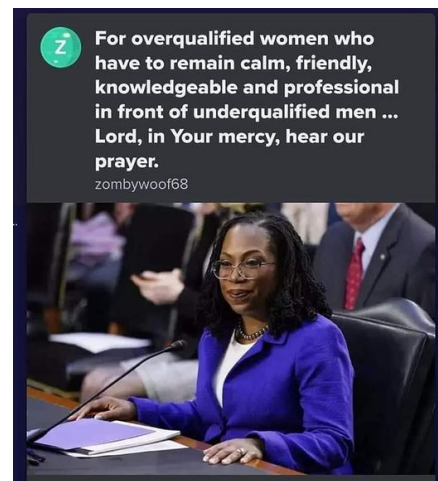 Z
For overqualified women who
have to remain calm, friendly,
knowledgeable and professional
in front of underqualified men ...
Lord, in Your mercy, hear our
prayer.
zombywoof68